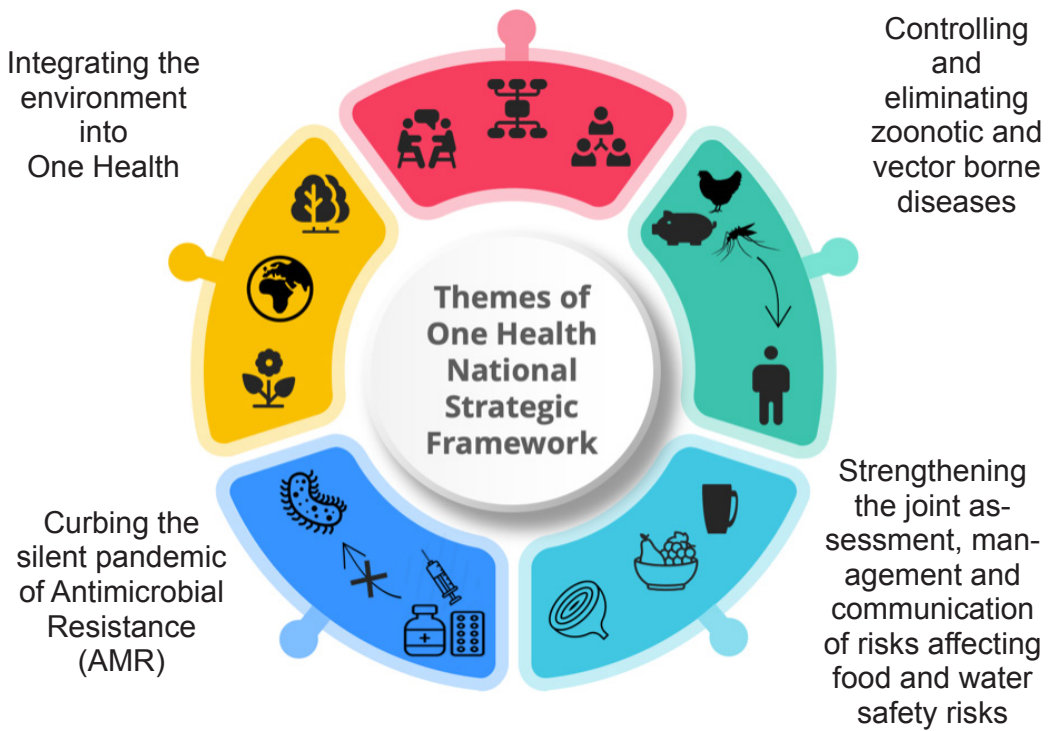 Integrating the
environment
into
One Health
Controlling
and
eliminating
zoonotic and
vector borne
diseases
Themes of
One Health
National
Strategic
Framework
Curbing the
silent pandemic
of Antimicrobial
Resistance
(AMR)
Strengthening
the joint as-
sessment, man-
agement and
communication
of risks affecting
food and water
safety risks